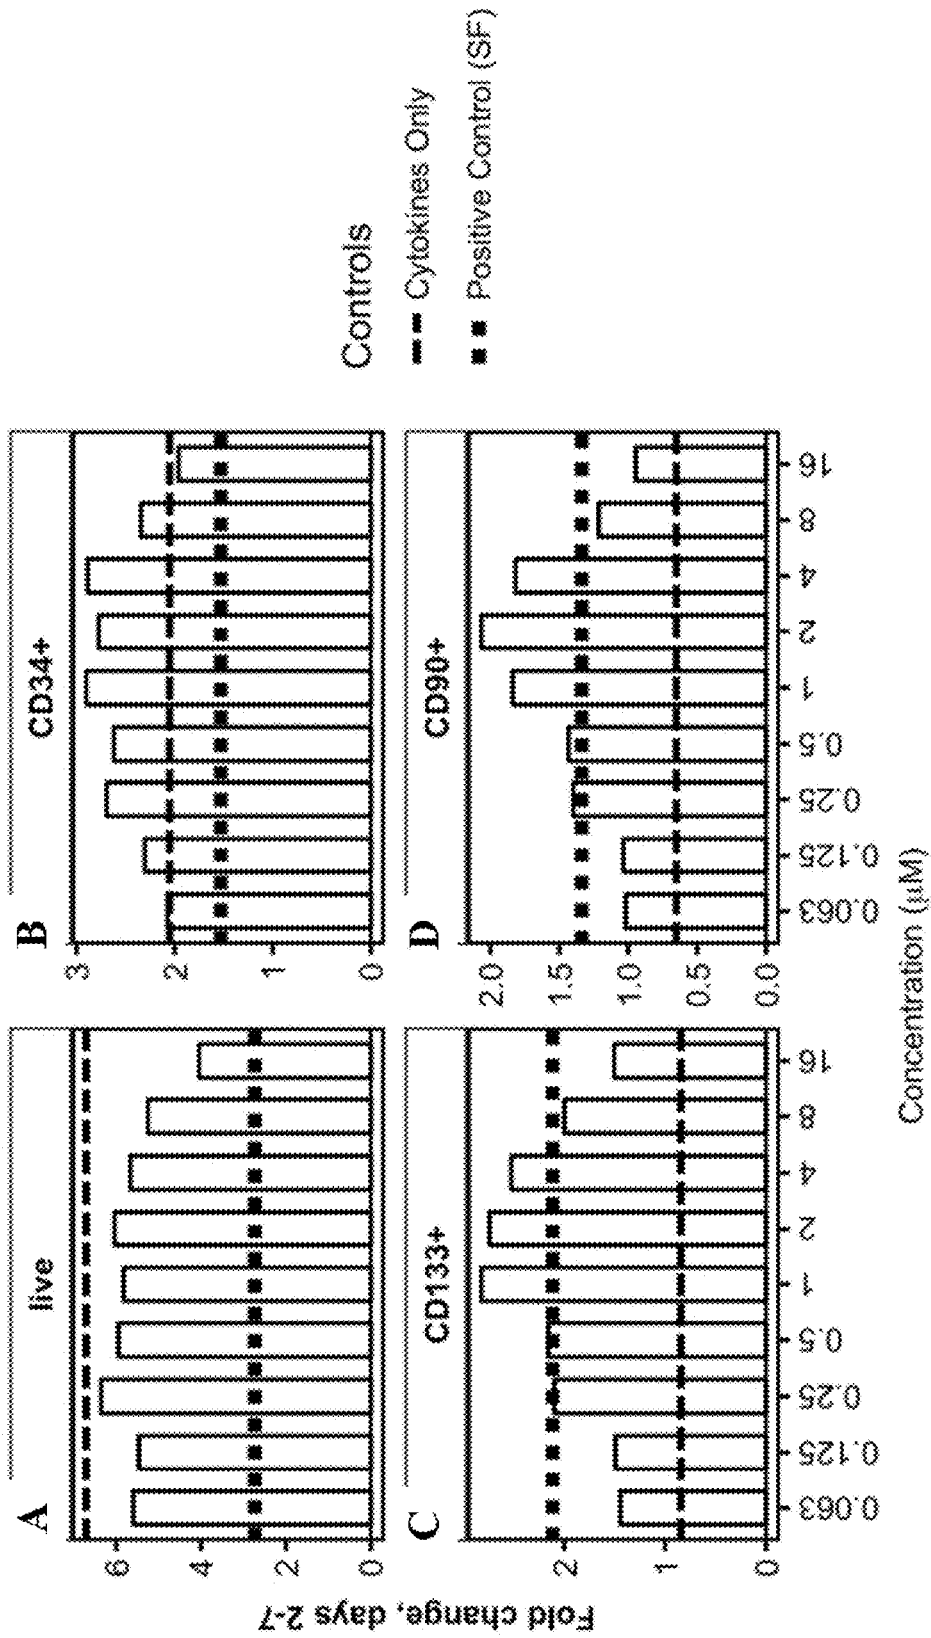 A
live
6
4
2
0
B
CD34+
3
2
1
0
C
CD133+
2
1
0
0.063
0.125
0.25
0.5
1
2
4
8
16
D
CD90+
2.0
1.5
1.0
0.5
0.0
0.063
0.125
0.25
0.5
1
2
4
8
16
Fold change, days 2-7
Concentration (µM)
Controls
Cytokines Only
Positive Control (SF)